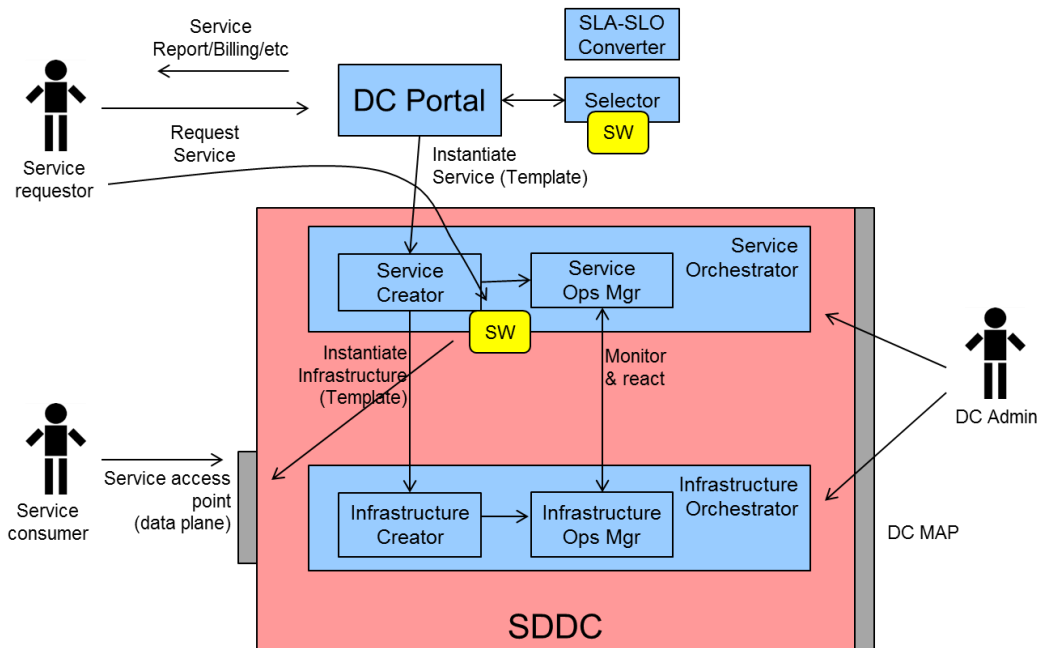 Service
Report/Billing/etc
SLA-SLO
Converter
DC Portal
Selector
SW
Request
Service
Service
requestor
Instantiate
Service (Template)
Service
Orchestrator
Service
Creator
Service
Ops Mgr
SW
Instantiate
Infrastructure
(Template)
Monitor
& react
DC Admin
Service
consumer
Service access
point
(data plane)
Infrastructure
Orchestrator
Infrastructure
Creator
Infrastructure
Ops Mgr
DC MAP
SDDC